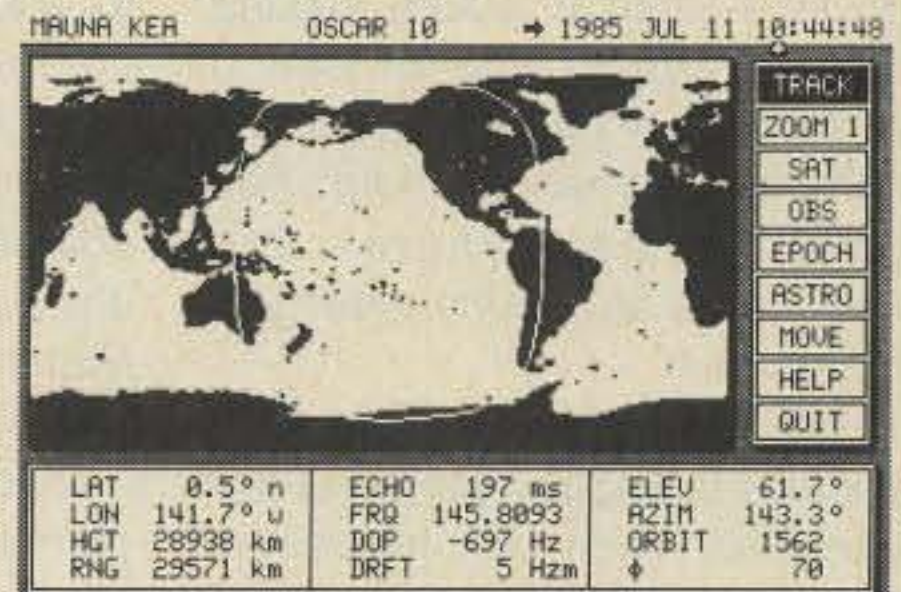 MAUNA KEA OSCAR 10 ➡ 1985 JUL 11 10:44:48
TRACK
ZOOM 1
SAT
OBS
EPOCH
ASTRO
MOVE
HELP
QUIT
LAT 0.5° n
LON 141.7° w
HGT 28938 km
RNG 29571 km
ECHO 197 ms
FRQ 145.8093
DOP -697 Hz
DRFT 5 Hzm
ELEV 61.7°
AZIM 143.3°
ORBIT 1562
ϕ 70